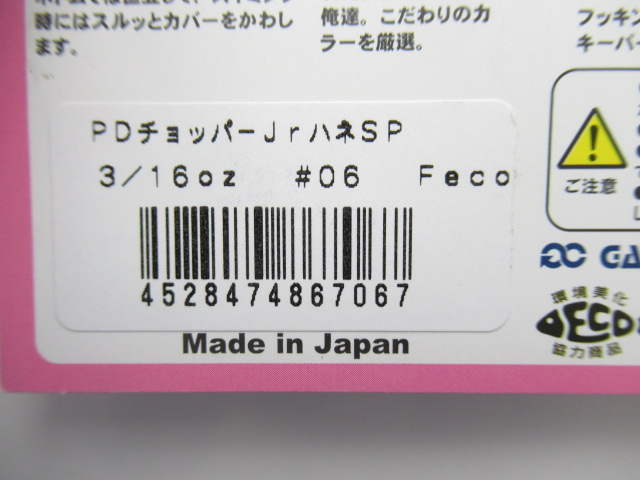 時にはスルッとカバーをかわし
ます。
俺達。こだわりのカ
ラーを厳選。
フッキン
キーパー
PDチョッパーJrハネSP
3/16oz #06 Feco
4528474867067
Made in Japan
ご注意
GA
環境美化
ECO
協力商品